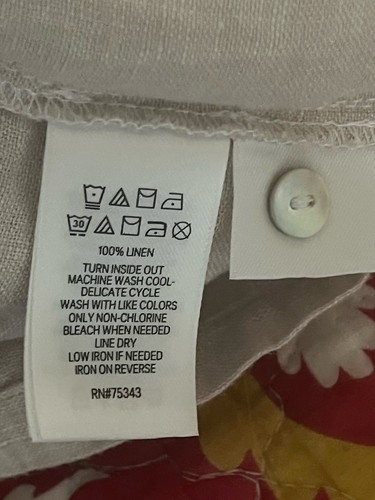 30
100% LINEN
TURN INSIDE OUT
MACHINE WASH COOL-
DELICATE CYCLE
WASH WITH LIKE COLORS
ONLY NON-CHLORINE
BLEACH WHEN NEEDED
LINE DRY
LOW IRON IF NEEDED
IRON ON REVERSE
RN#75343